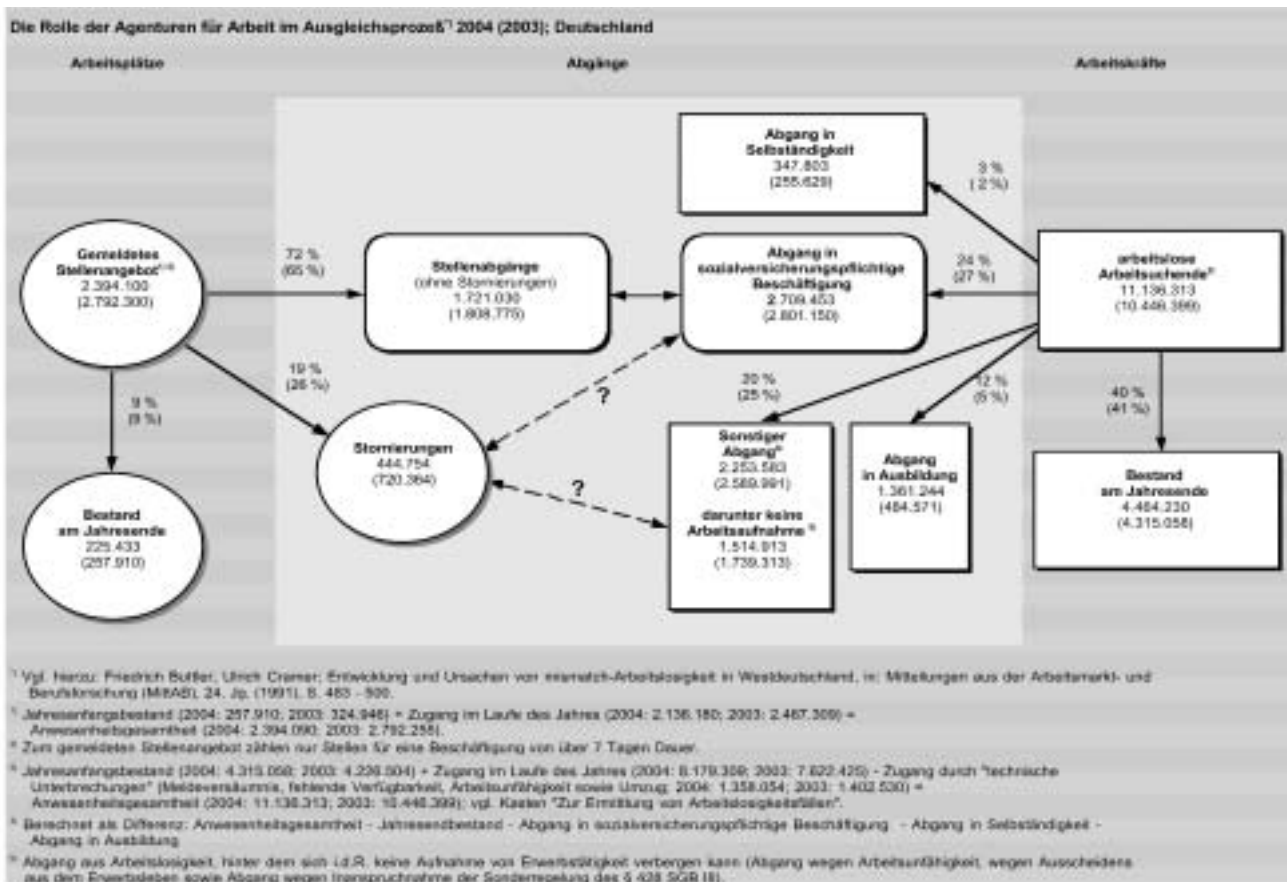 Die Rolle der Agenturen für Arbeit im Ausgleichsprozeß*) 2004 (2003); Deutschland
Arbeitsplätze
Abgänge
Arbeitskräfte
Abgang in
Selbständigkeit
347.803
(255.629)
3 %
( 2 %)
Gemeldetes
Stellenangebot
2.394.100
(2.792.300)
72 %
(65 %)
Stellenabgänge
(ohne Stornierungen)
1.721.030
(1.808.775)
Abgang in
sozialversicherungspflichtige
Beschäftigung
2.709.453
(2.801.150)
24 %
(27 %)
arbeitslose
Arbeitsuchende
11.136.313
(10.446.399)
19 %
(26 %)
9 %
(9 %)
?
20 %
(25 %)
12 %
(5 %)
40 %
(41 %)
Stornierungen
444.754
(720.364)
?
Sonstiger
Abgang
2.253.583
(2.589.991)
darunter keine
Arbeitsaufnahme
1.514.913
(1.739.313)
Abgang
in Ausbildung
1.361.244
(484.571)
Bestand
am Jahresende
4.464.230
(4.315.058)
Bestand
am Jahresende
225.433
(257.910)
Vgl. hierzu: Friedrich Buttler, Ulrich Cramer: Entwicklung und Ursachen von mismatch-Arbeitslosigkeit in Westdeutschland, in: Mitteilungen aus der Arbeitsmarkt- und
Berufsforschung (MittAB), 24. Jg. (1991), S. 483 - 500.
Jahresanfangsbestand (2004: 257.910; 2003: 324.946) + Zugang im Laufe des Jahres (2004: 2.136.180; 2003: 2.467.309) =
Anwesenheitsgesamtheit (2004: 2.394.090; 2003: 2.792.255).
Zum gemeldeten Stellenangebot zählen nur Stellen für eine Beschäftigung von über 7 Tagen Dauer.
Jahresanfangsbestand (2004: 4.315.058; 2003: 4.226.504) + Zugang im Laufe des Jahres (2004: 8.179.309; 2003: 7.622.425) - Zugang durch "technische
Unterbrechungen" (Meldeversäumnis, fehlende Verfügbarkeit, Arbeitsunfähigkeit sowie Umzug; 2004: 1.358.054; 2003: 1.402.530) =
Anwesenheitsgesamtheit (2004: 11.136.313; 2003: 10.446.399); vgl. Kasten "Zur Ermittlung von Arbeitslosigkeitsfällen".
Berechnet als Differenz: Anwesenheitsgesamtheit - Jahresendbestand - Abgang in sozialversicherungspflichtige Beschäftigung - Abgang in Selbständigkeit -
Abgang in Ausbildung
Abgang aus Arbeitslosigkeit, hinter dem sich i.d.R. keine Aufnahme von Erwerbstätigkeit verbergen kann (Abgang wegen Arbeitsunfähigkeit, wegen Ausscheidens
aus dem Erwerbsleben sowie Abgang wegen Inanspruchnahme der Sonderregelung des § 428 SGB III).